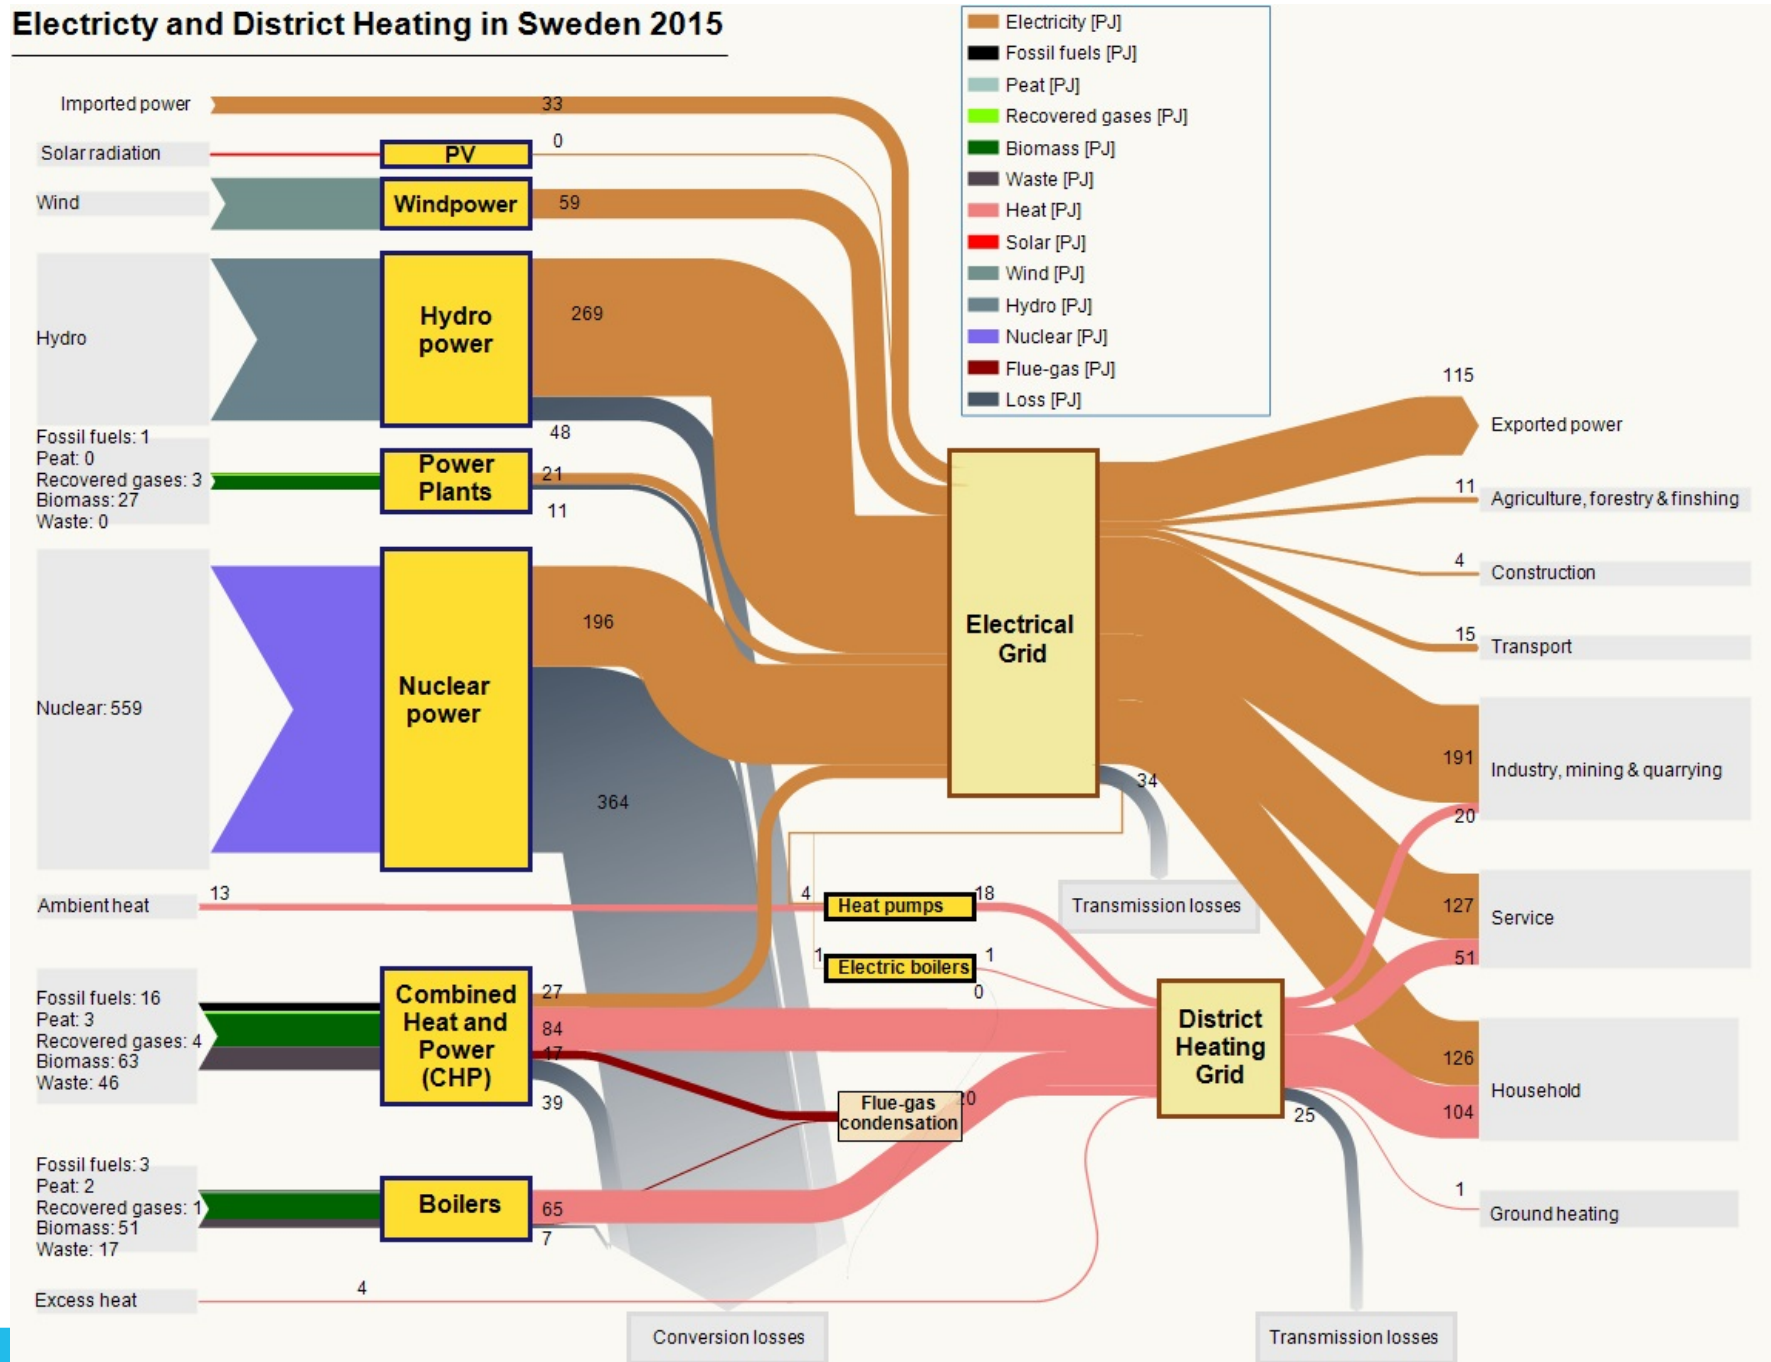 Electricty and District Heating in Sweden 2015
Electricity [PJ]
Fossil fuels [PJ]
Peat [PJ]
Recovered gases [PJ]
Biomass [PJ]
Waste [PJ]
Heat [PJ]
Solar [PJ]
Wind [PJ]
Hydro [PJ]
Nuclear [PJ]
Flue-gas [PJ]
Loss [PJ]
Imported power
33
Solar radiation
PV
0
Wind
Windpower
59
Hydro
Hydro
power
269
48
Fossil fuels: 1
Peat: 0
Recovered gases: 3
Biomass: 27
Waste: 0
Power
Plants
21
11
Nuclear: 559
Nuclear
power
196
364
Ambient heat
13
4
Heat pumps
18
1
Electric boilers
1
0
Fossil fuels: 16
Peat: 3
Recovered gases: 4
Biomass: 63
Waste: 46
Combined
Heat and
Power
(CHP)
27
84
17
39
Flue-gas
condensation
20
Fossil fuels: 3
Peat: 2
Recovered gases: 1
Biomass: 51
Waste: 17
Boilers
65
7
Excess heat
4
Conversion losses
Electrical
Grid
34
Transmission losses
District
Heating
Grid
25
Transmission losses
115
Exported power
11
Agriculture, forestry & finshing
4
Construction
15
Transport
191
Industry, mining & quarrying
20
127
Service
51
126
Household
104
1
Ground heating